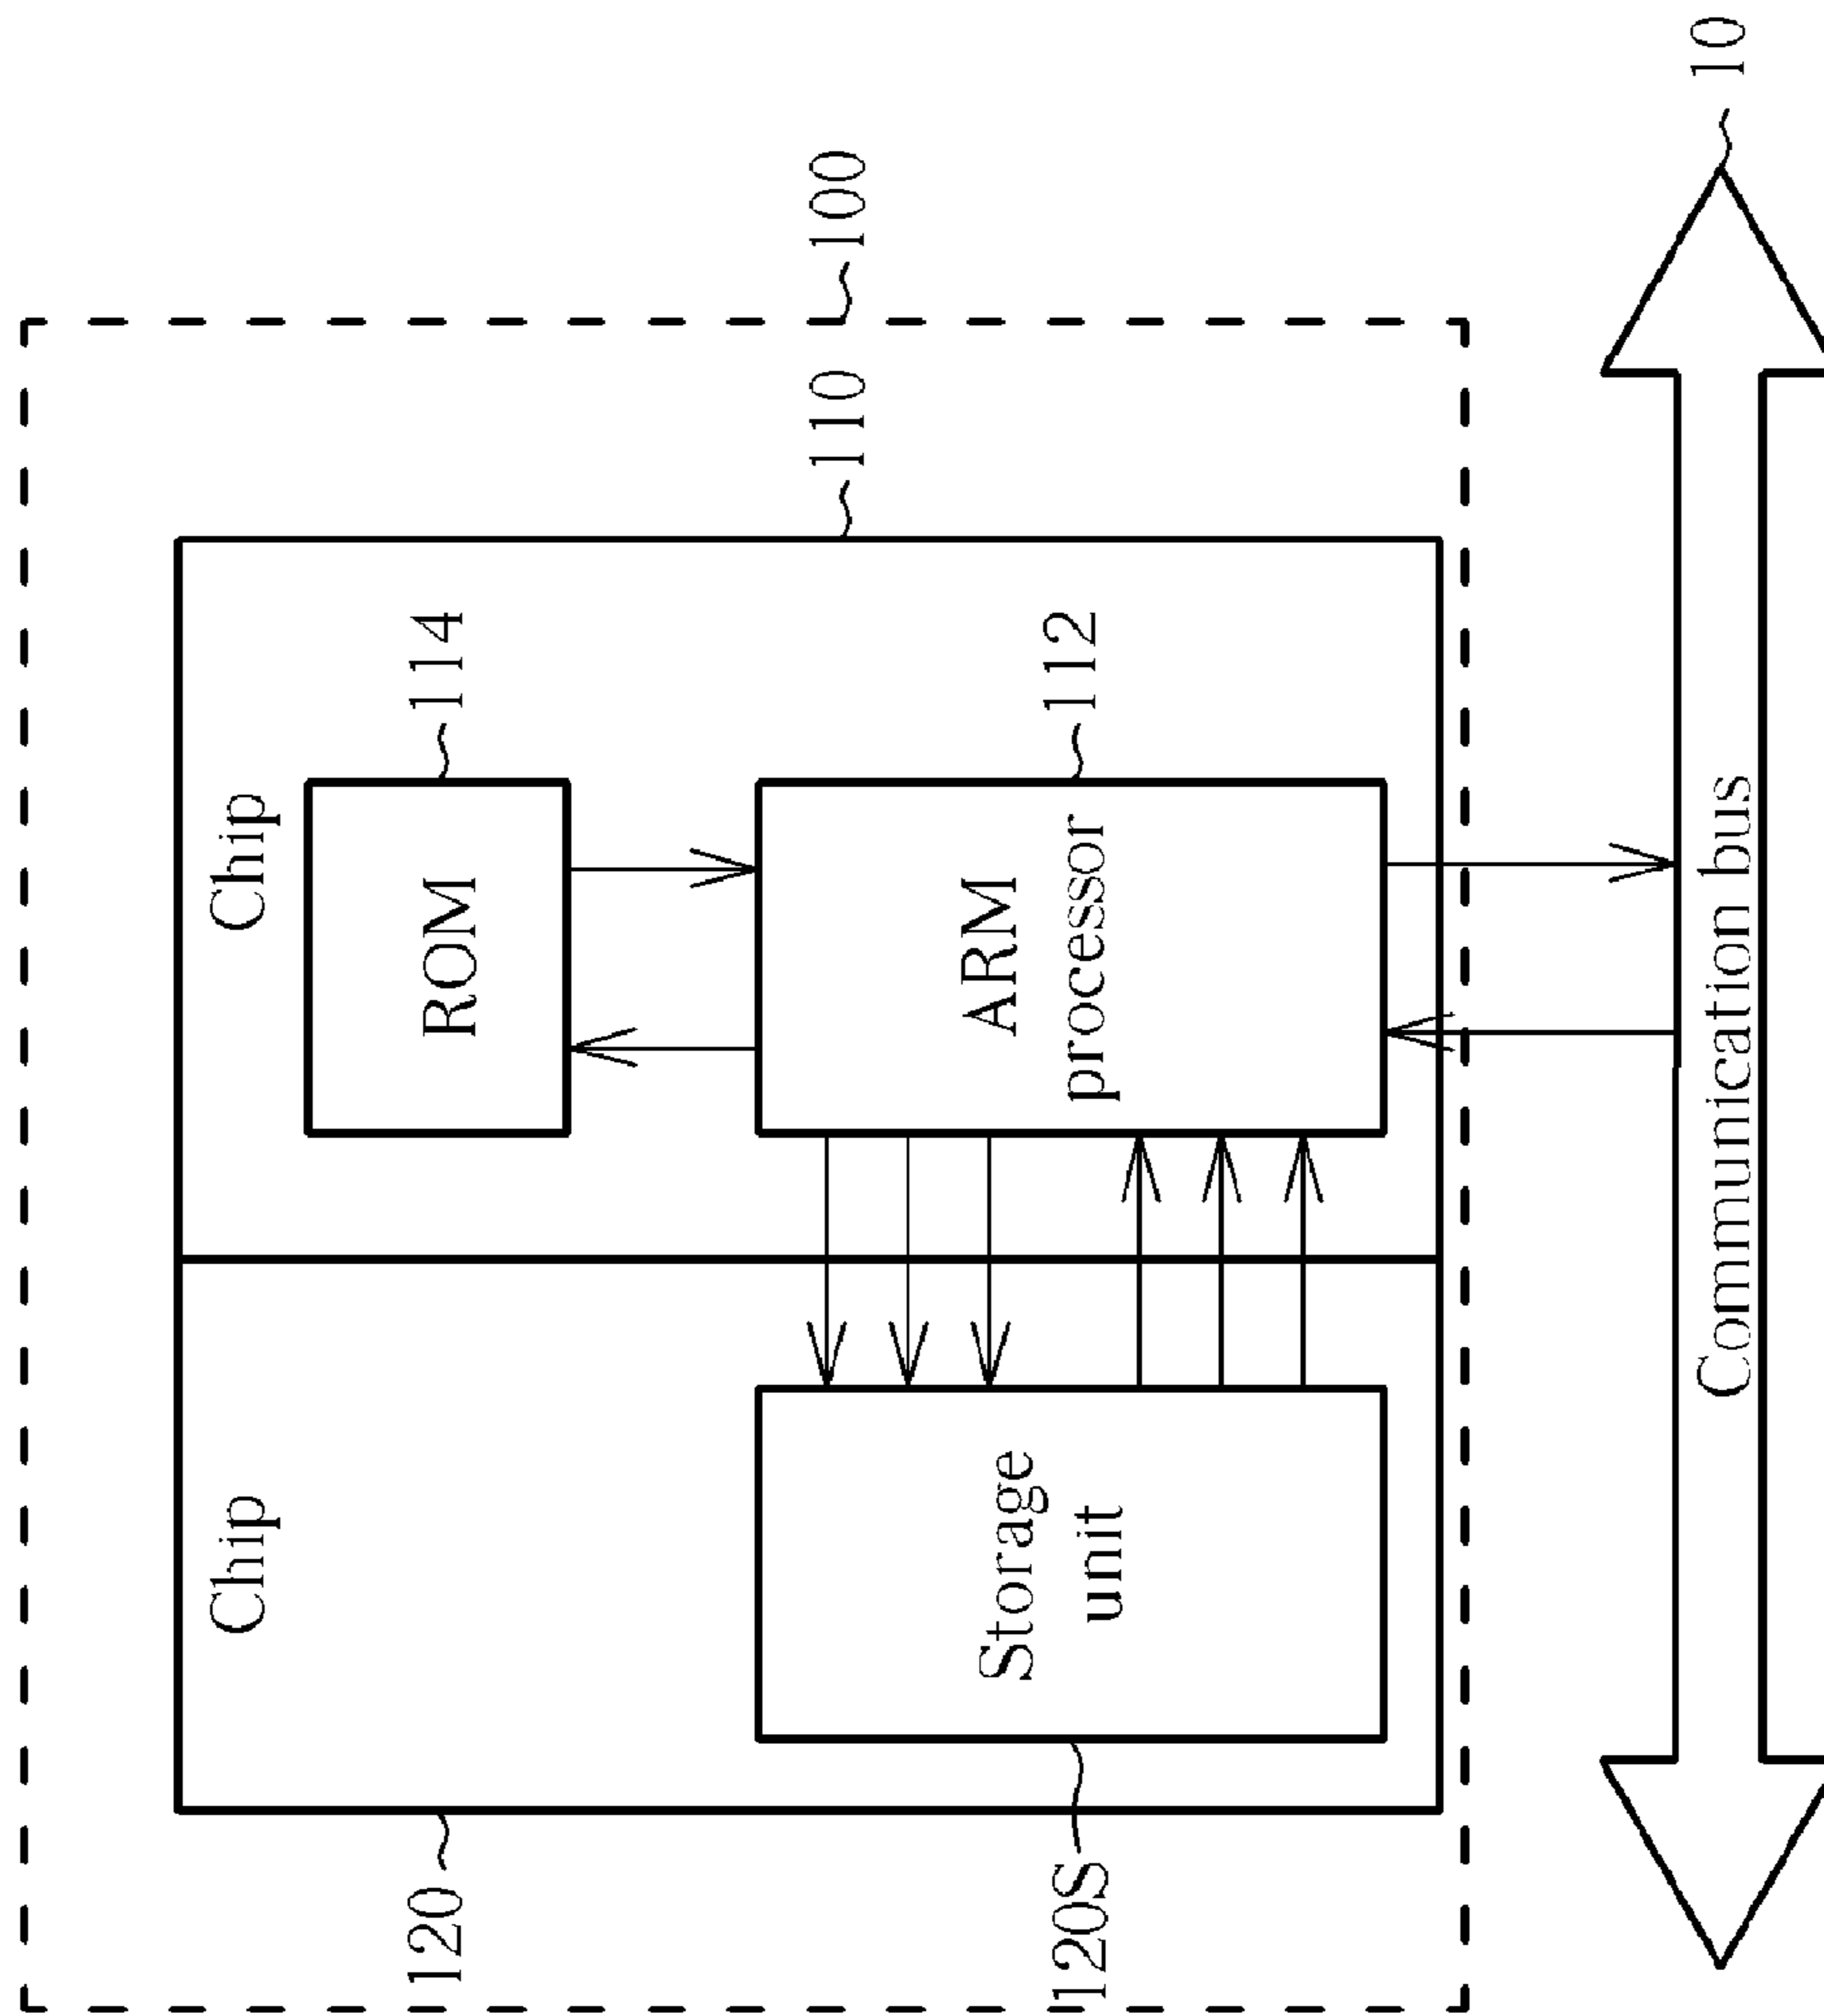 100
120
Chip
Chip
110
ROM
114
120S
Storage
unit
ARM
processor
112
Communication bus
10